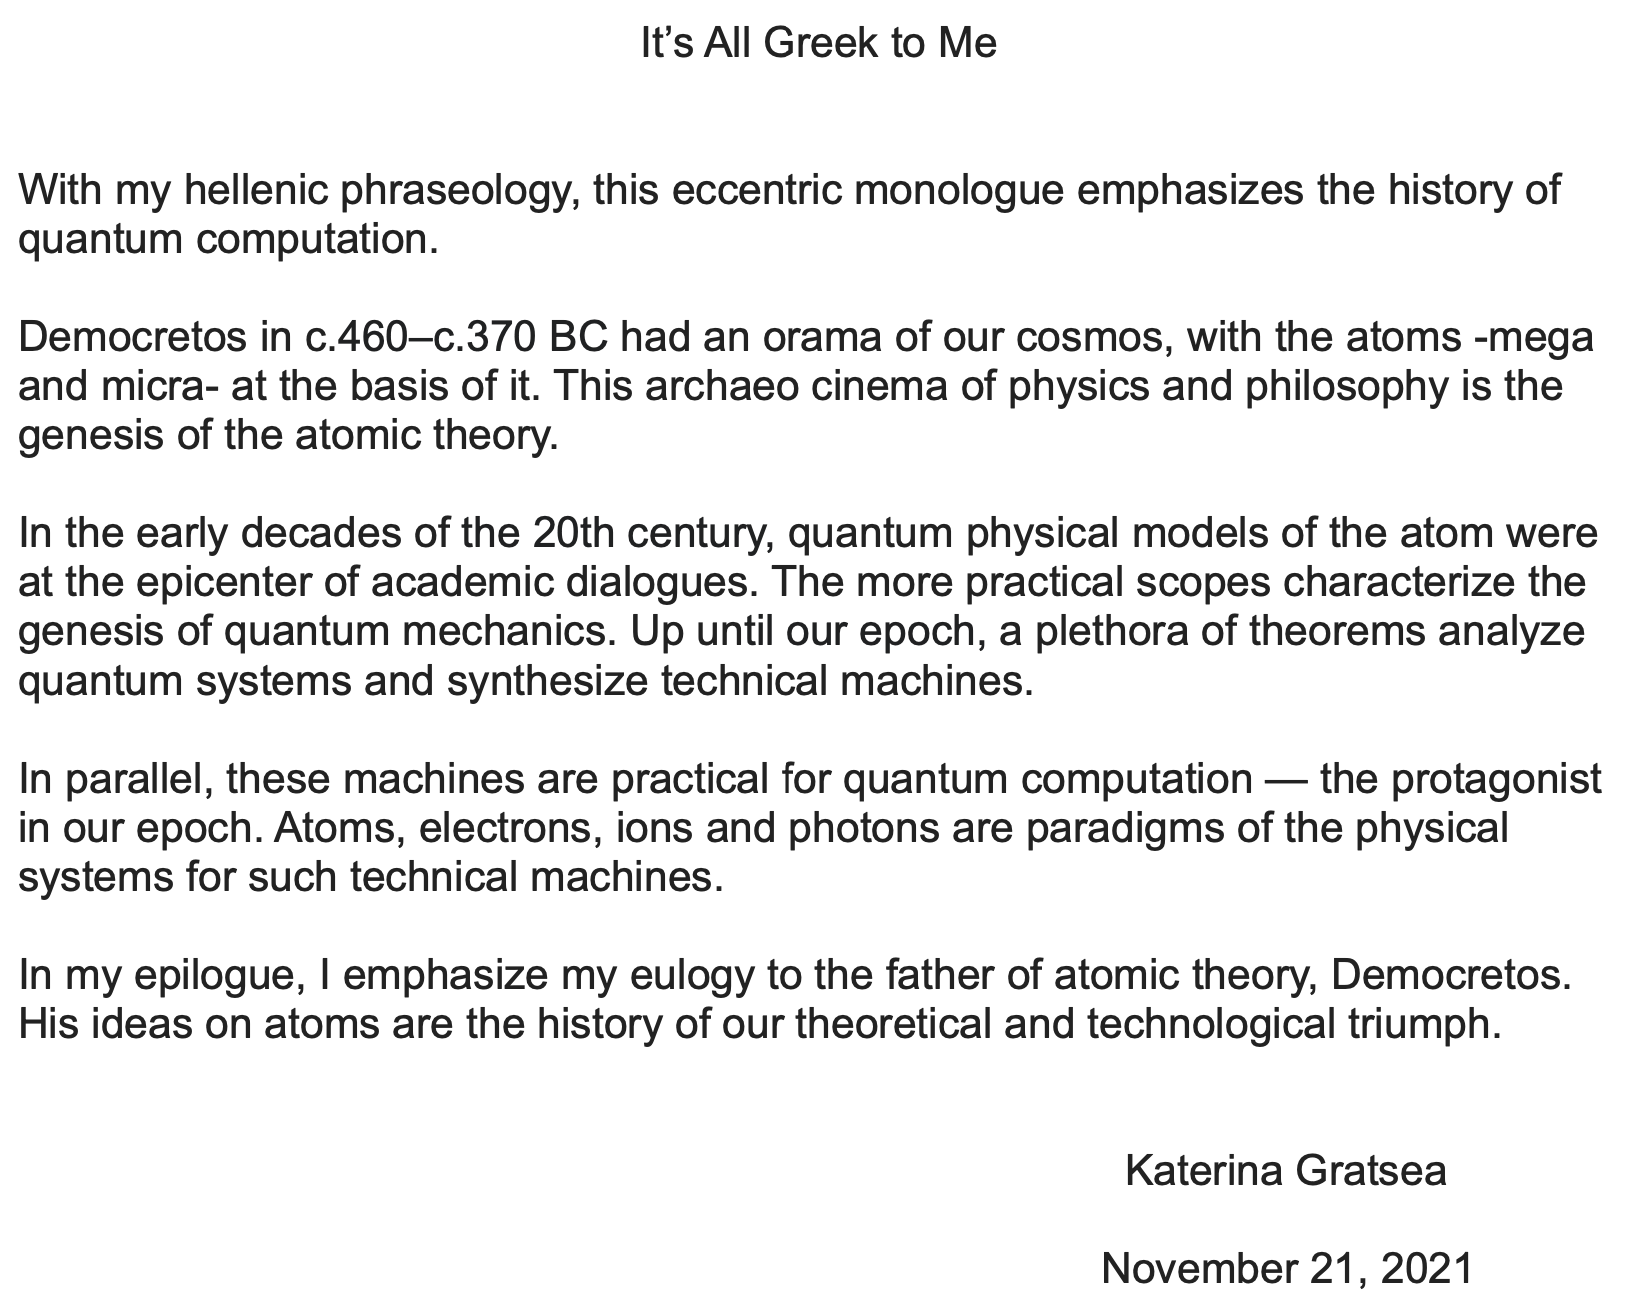 It’s All Greek to Me
With my hellenic phraseology, this eccentric monologue emphasizes the history of
quantum computation.
Democretos in c.460–c.370 BC had an orama of our cosmos, with the atoms -mega
and micra- at the basis of it. This archaeo cinema of physics and philosophy is the
genesis of the atomic theory.
In the early decades of the 20th century, quantum physical models of the atom were
at the epicenter of academic dialogues. The more practical scopes characterize the
genesis of quantum mechanics. Up until our epoch, a plethora of theorems analyze
quantum systems and synthesize technical machines.
In parallel, these machines are practical for quantum computation — the protagonist
in our epoch. Atoms, electrons, ions and photons are paradigms of the physical
systems for such technical machines.
In my epilogue, I emphasize my eulogy to the father of atomic theory, Democretos.
His ideas on atoms are the history of our theoretical and technological triumph.
Katerina Gratsea
November 21, 2021